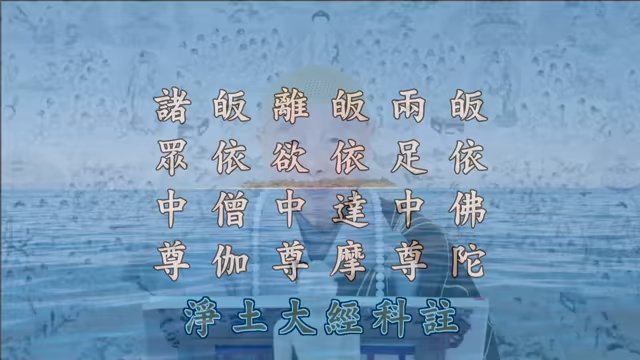 皈依佛陀
兩足中尊
皈依達摩
離欲中尊
皈依僧伽
諸眾中尊
淨土大經科註